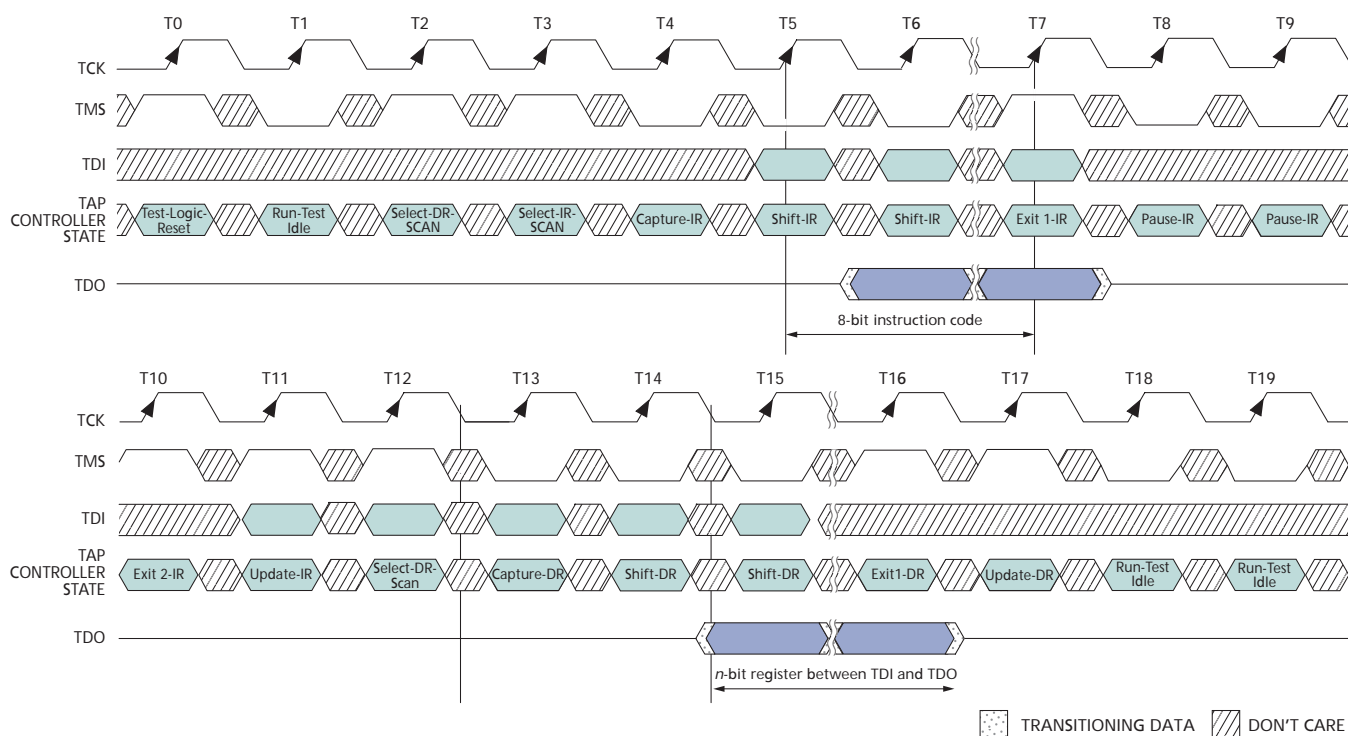 T0 T1 T2 T3 T4 T5 T6 T7 T8 T9
TCK
TMS
TDI
TAP
CONTROLLER
STATE
Test-Logic-
Reset
Run-Test
Idle
Select-DR-
SCAN
Select-IR-
SCAN
Capture-IR
Shift-IR
Shift-IR
Exit 1-IR
Pause-IR
Pause-IR
TDO
8-bit instruction code
T10 T11 T12 T13 T14 T15 T16 T17 T18 T19
TCK
TMS
TDI
TAP
CONTROLLER
STATE
Exit 2-IR
Update-IR
Select-DR-
Scan
Capture-DR
Shift-DR
Shift-DR
Exit1-DR
Update-DR
Run-Test
Idle
Run-Test
Idle
TDO
n-bit register between TDI and TDO
TRANSITIONING DATA
DON'T CARE